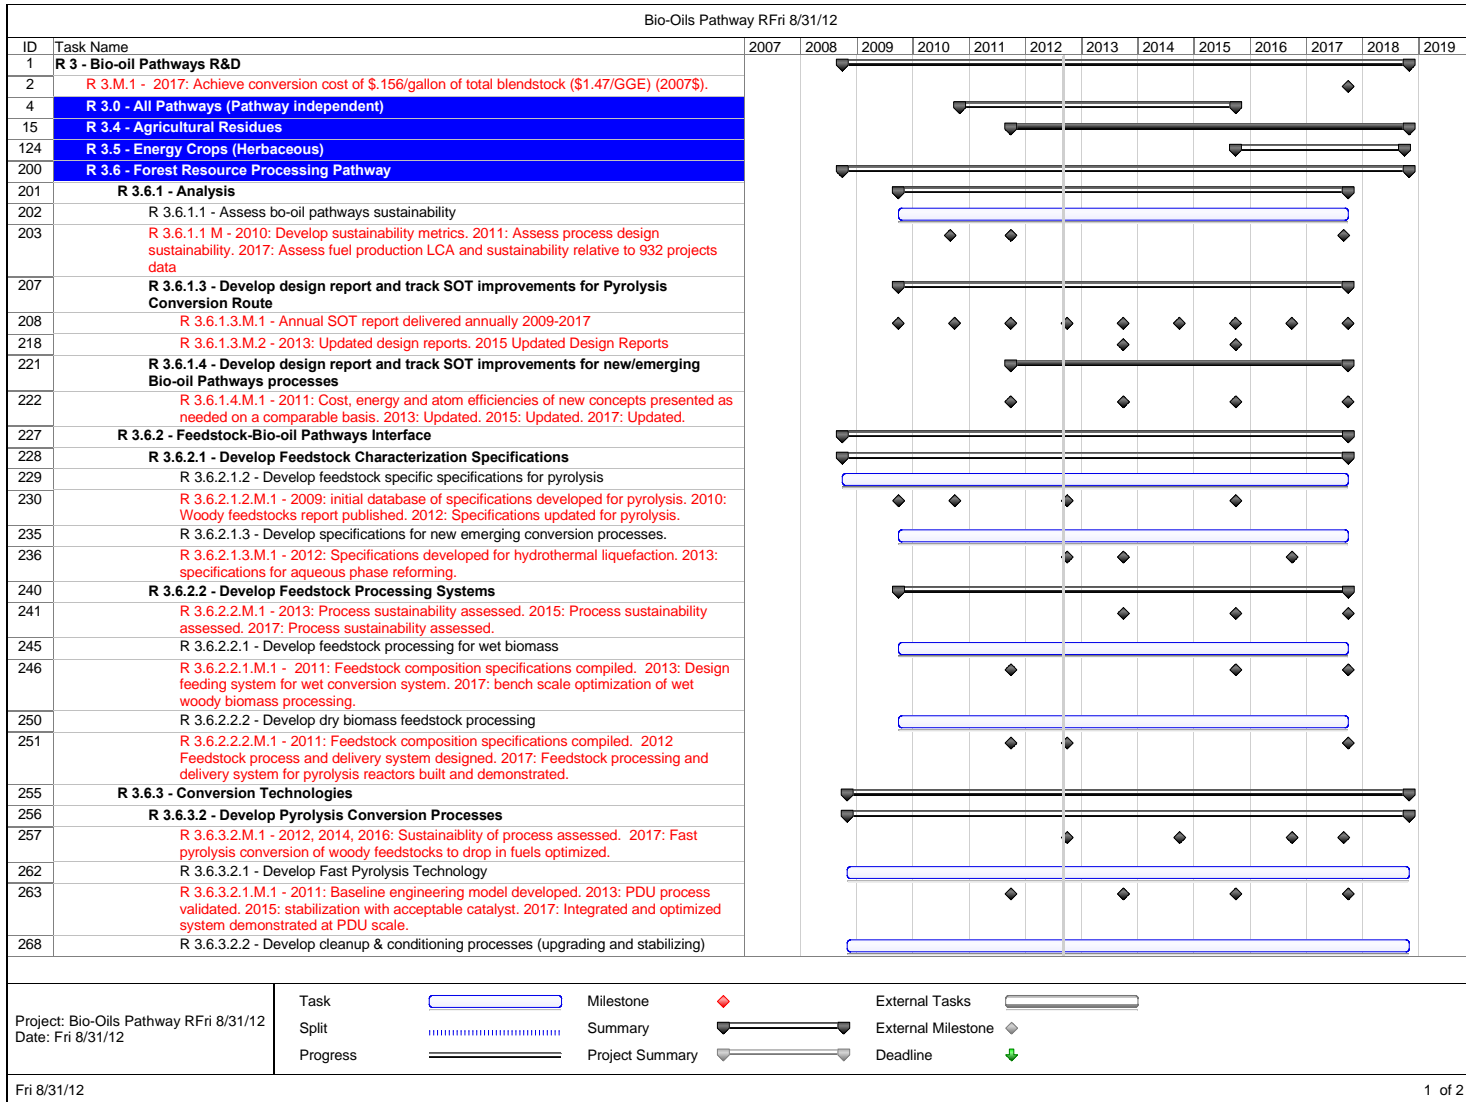 Bio-Oils Pathway RFri 8/31/12
ID Task Name 2007 2008 2009 2010 2011 2012 2013 2014 2015 2016 2017 2018 2019
1 R 3 - Bio-oil Pathways R&D
2 R 3.M.1 - 2017: Achieve conversion cost of $.156/gallon of total blendstock ($1.47/GGE) (2007$).
4 R 3.0 - All Pathways (Pathway independent)
15 R 3.4 - Agricultural Residues
124 R 3.5 - Energy Crops (Herbaceous)
200 R 3.6 - Forest Resource Processing Pathway
201 R 3.6.1 - Analysis
202 R 3.6.1.1 - Assess bo-oil pathways sustainability
203 R 3.6.1.1 M - 2010: Develop sustainability metrics. 2011: Assess process design
sustainability. 2017: Assess fuel production LCA and sustainability relative to 932 projects
data
207 R 3.6.1.3 - Develop design report and track SOT improvements for Pyrolysis
Conversion Route
208 R 3.6.1.3.M.1 - Annual SOT report delivered annually 2009-2017
218 R 3.6.1.3.M.2 - 2013: Updated design reports. 2015 Updated Design Reports
221 R 3.6.1.4 - Develop design report and track SOT improvements for new/emerging
Bio-oil Pathways processes
222 R 3.6.1.4.M.1 - 2011: Cost, energy and atom efficiencies of new concepts presented as
needed on a comparable basis. 2013: Updated. 2015: Updated. 2017: Updated.
227 R 3.6.2 - Feedstock-Bio-oil Pathways Interface
228 R 3.6.2.1 - Develop Feedstock Characterization Specifications
229 R 3.6.2.1.2 - Develop feedstock specific specifications for pyrolysis
230 R 3.6.2.1.2.M.1 - 2009: initial database of specifications developed for pyrolysis. 2010:
Woody feedstocks report published. 2012: Specifications updated for pyrolysis.
235 R 3.6.2.1.3 - Develop specifications for new emerging conversion processes.
236 R 3.6.2.1.3.M.1 - 2012: Specifications developed for hydrothermal liquefaction. 2013:
specifications for aqueous phase reforming.
240 R 3.6.2.2 - Develop Feedstock Processing Systems
241 R 3.6.2.2.M.1 - 2013: Process sustainability assessed. 2015: Process sustainability
assessed. 2017: Process sustainability assessed.
245 R 3.6.2.2.1 - Develop feedstock processing for wet biomass
246 R 3.6.2.2.1.M.1 - 2011: Feedstock composition specifications compiled. 2013: Design
feeding system for wet conversion system. 2017: bench scale optimization of wet
woody biomass processing.
250 R 3.6.2.2.2 - Develop dry biomass feedstock processing
251 R 3.6.2.2.2.M.1 - 2011: Feedstock composition specifications compiled. 2012
Feedstock process and delivery system designed. 2017: Feedstock processing and
delivery system for pyrolysis reactors built and demonstrated.
255 R 3.6.3 - Conversion Technologies
256 R 3.6.3.2 - Develop Pyrolysis Conversion Processes
257 R 3.6.3.2.M.1 - 2012, 2014, 2016: Sustainaiblity of process assessed. 2017: Fast
pyrolysis conversion of woody feedstocks to drop in fuels optimized.
262 R 3.6.3.2.1 - Develop Fast Pyrolysis Technology
263 R 3.6.3.2.1.M.1 - 2011: Baseline engineering model developed. 2013: PDU process
validated. 2015: stabilization with acceptable catalyst. 2017: Integrated and optimized
system demonstrated at PDU scale.
268 R 3.6.3.2.2 - Develop cleanup & conditioning processes (upgrading and stabilizing)
Project: Bio-Oils Pathway RFri 8/31/12
Date: Fri 8/31/12
Task Milestone External Tasks
Split Summary External Milestone
Progress Project Summary Deadline
Fri 8/31/12 1 of 2